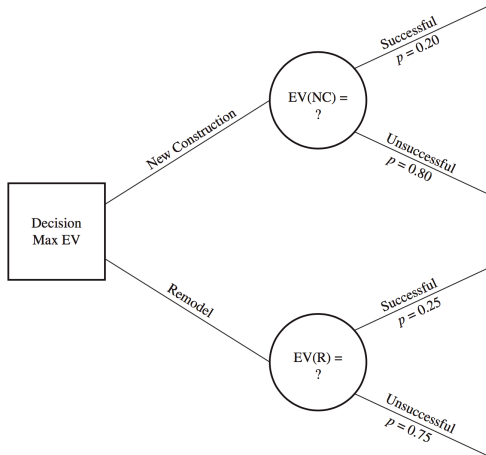 Successful
p = 0.20
EV(NC) =
?
New Construction
Unsuccessful
p = 0.80
Decision
Max EV
Remodel
Successful
p = 0.25
EV(R) =
?
Unsuccessful
p = 0.75